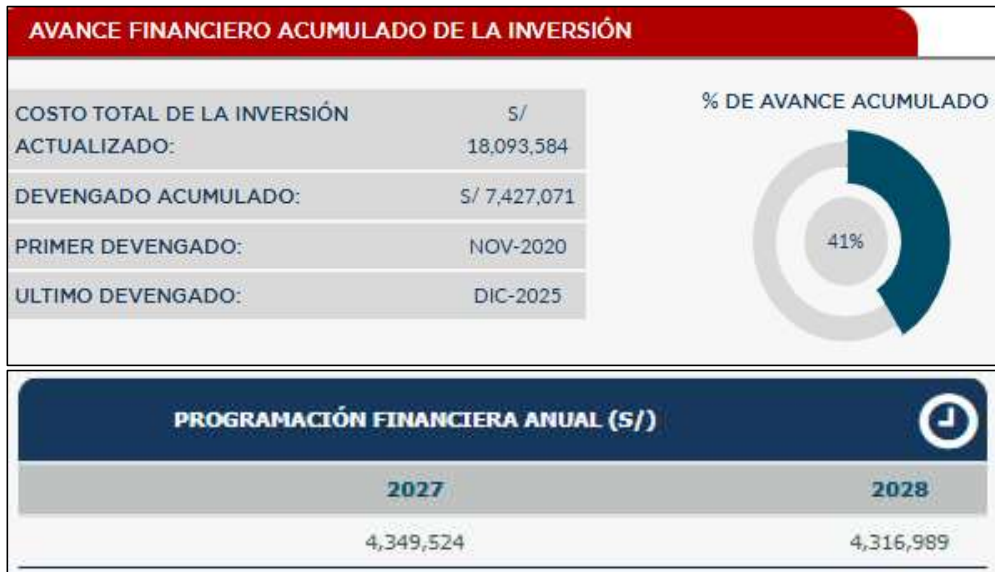 AVANCE FINANCIERO ACUMULADO DE LA INVERSIÓN
COSTO TOTAL DE LA INVERSIÓN ACTUALIZADO: S/ 18,093,584
DEVENGADO ACUMULADO: S/ 7,427,071
PRIMER DEVENGADO: NOV-2020
ULTIMO DEVENGADO: DIC-2025
% DE AVANCE ACUMULADO
41%
PROGRAMACIÓN FINANCIERA ANUAL (S/)
2027 2028
4,349,524 4,316,989